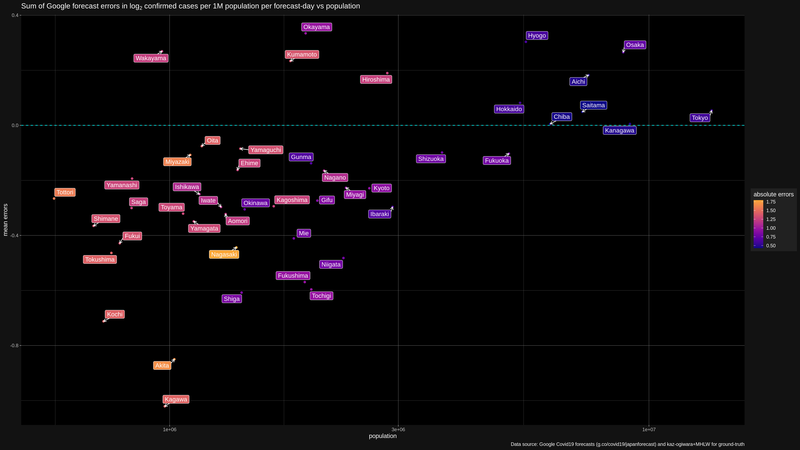 Sum of Google forecast errors in log2 confirmed cases per 1M population per forecast-day vs population
0.4
Okayama
Hyogo
Osaka
Wakayama
Kumamoto
Hiroshima
Aichi
Hokkaido
Saitama
Chiba
Tokyo
0.0
Kanagawa
Oita
Yamaguchi
Miyazaki
Ehime
Gunma
Shizuoka
Fukuoka
Nagano
Yamanashi
Ishikawa
Kyoto
Tottori
Miyagi
absolute errors
Saga
Iwate
Okinawa
Kagoshima
Gifu
1.75
Toyama
Ibaraki
1.50
Shimane
Aomori
1.25
Yamagata
1.00
mean errors
Fukui
Mie
0.75
-0.4
0.50
Nagasaki
Tokushima
Niigata
Fukushima
Shiga
Tochigi
Kochi
-0.8
Akita
Kagawa
1e+06
3e+06
1e+07
population
Data source: Google Covid19 forecasts (g.co/covid19/japanforecast) and kaz-ogiwara+MHLW for ground-truth